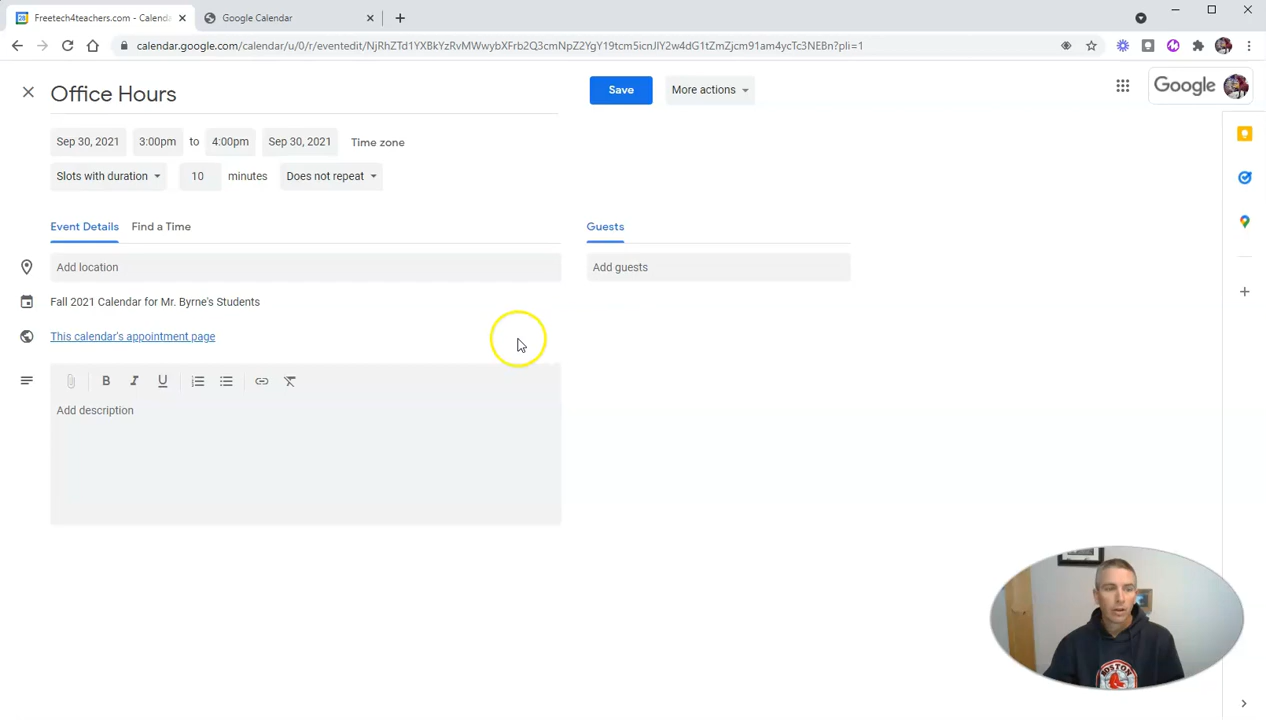 Freetech4teachers.com - Calenda
Google Calendar
calendar.google.com/calendar/u/0/r/eventedit/NjRhZTd1YXBkYzRvMWwybXFrb2Q3cmNpZ2YgY19tcm5icnJlY2w4dG1tZmZjcm91am4ycTc3NEBn?pli=1
Office Hours
Save
More actions
Google
Sep 30, 2021
3:00pm
to
4:00pm
Sep 30, 2021
Time zone
Slots with duration
10
minutes
Does not repeat
Event Details
Find a Time
Guests
Add location
Add guests
Fall 2021 Calendar for Mr. Byrne's Students
This calendar's appointment page
B
I
U
Add description
BOSTON